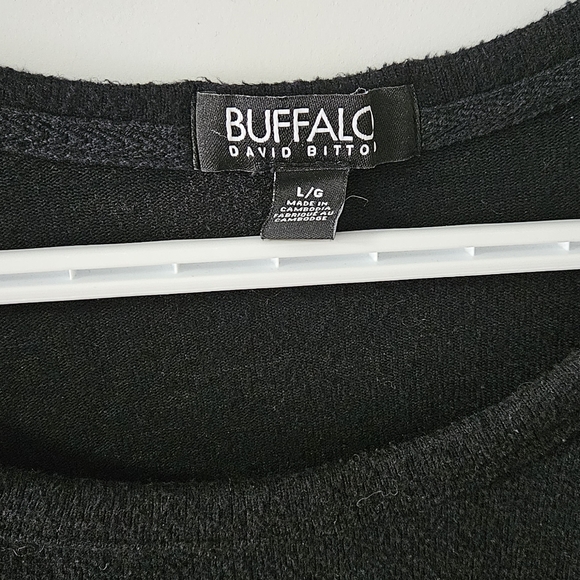 BUFFALO
DAVID BITTON
L/G
MADE IN
CAMBODIA
FABRIQUÉ AU
CAMBODGE